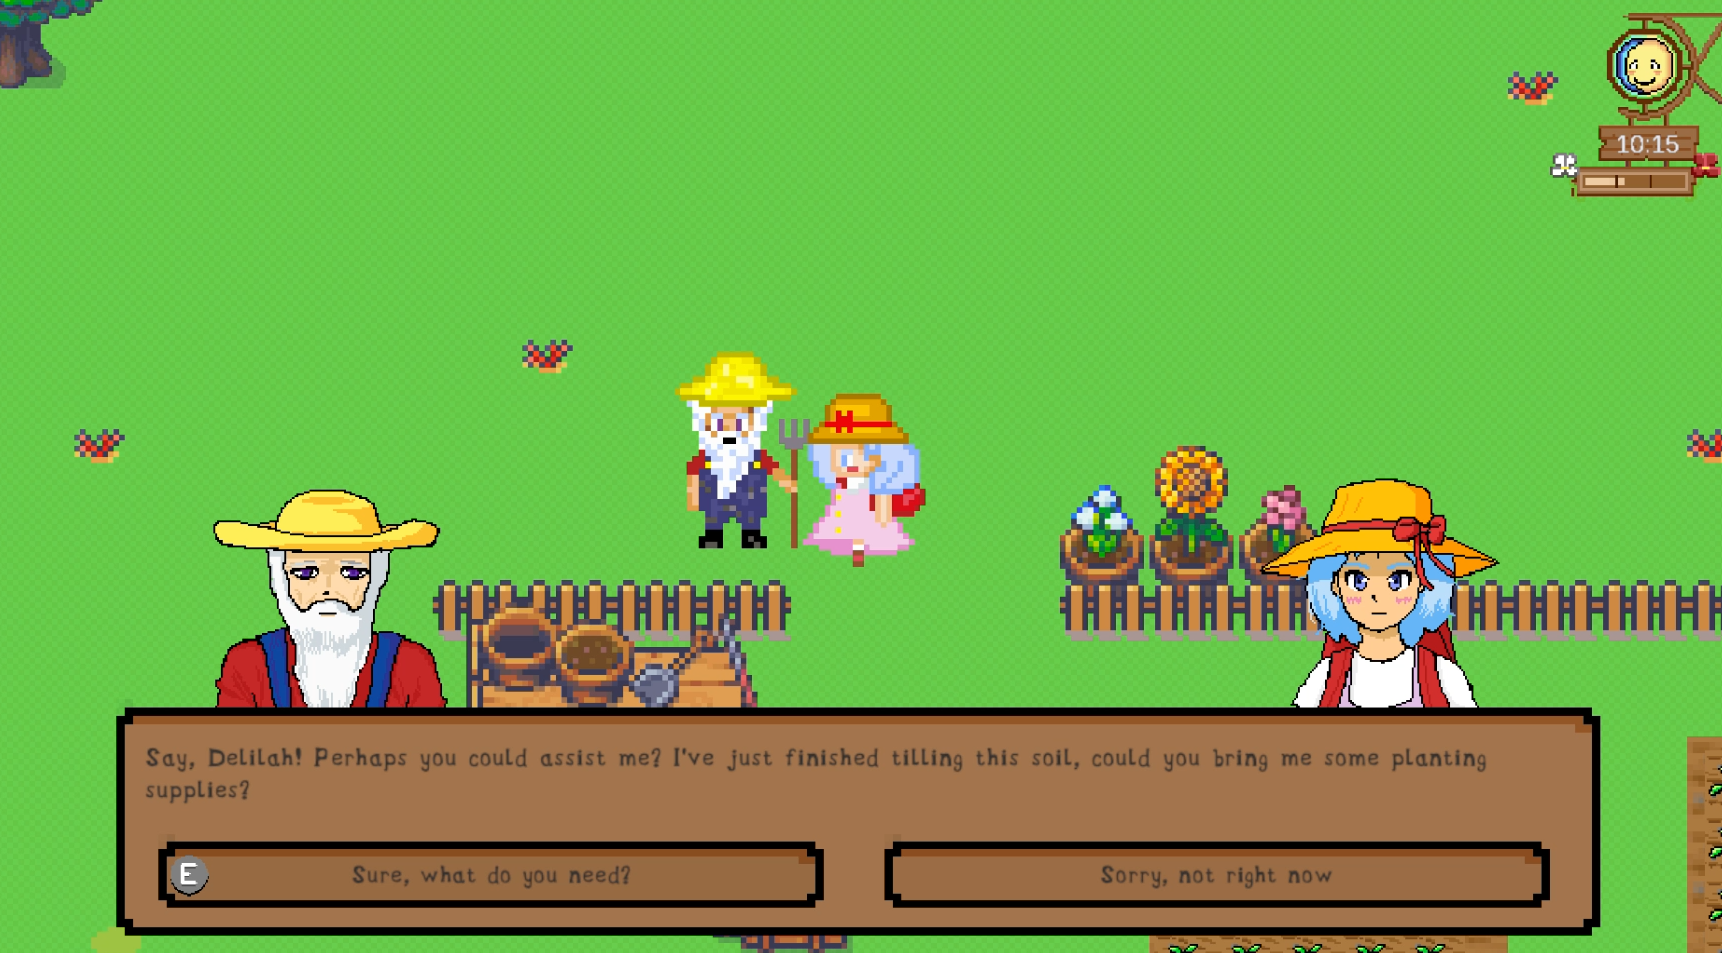 10:15
Say, Delilah! Perhaps you could assist me? I've just finished tilling this soil, could you bring me some planting
supplies?
E
Sure, what do you need?
Sorry, not right now